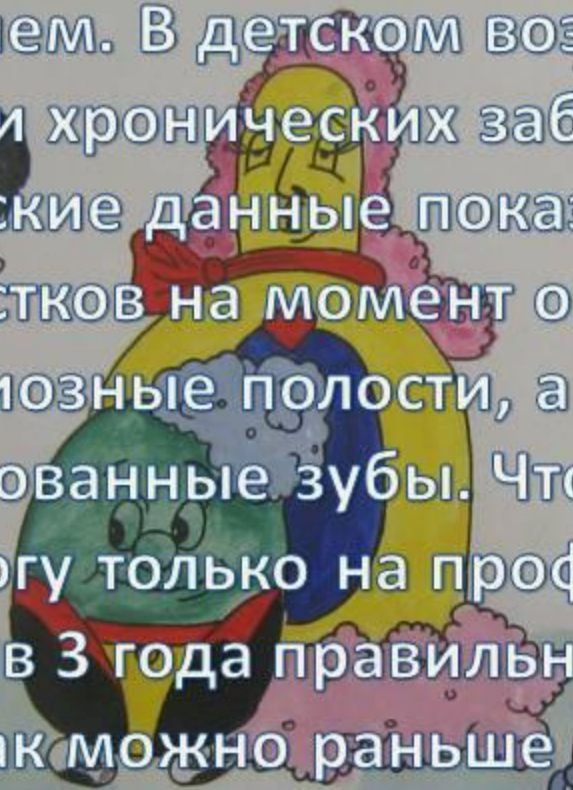 ем. В детском воз
и хронических заб
ские данные показ
стков на момент о
иозные полости, а
ованные зубы. Что
огу только на проф
в 3 года правильн
ак можно раньше